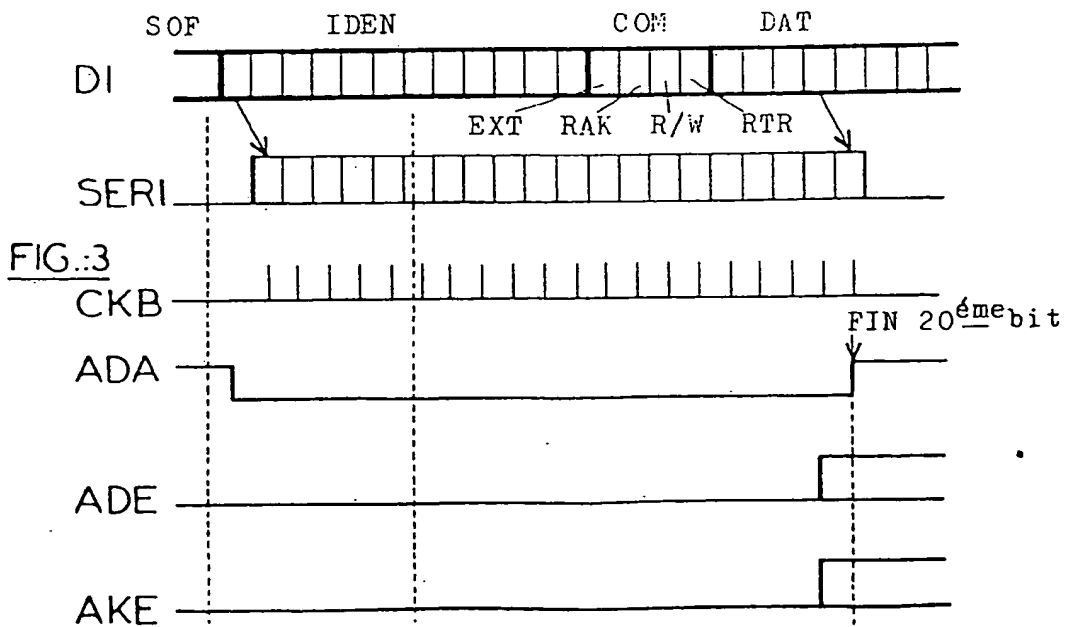 SOF IDEN COM DAT
DI
EXT RAK R/W RTR
SERI
FIG.:3
CKB
FIN 20ème bit
ADA
ADE
AKE